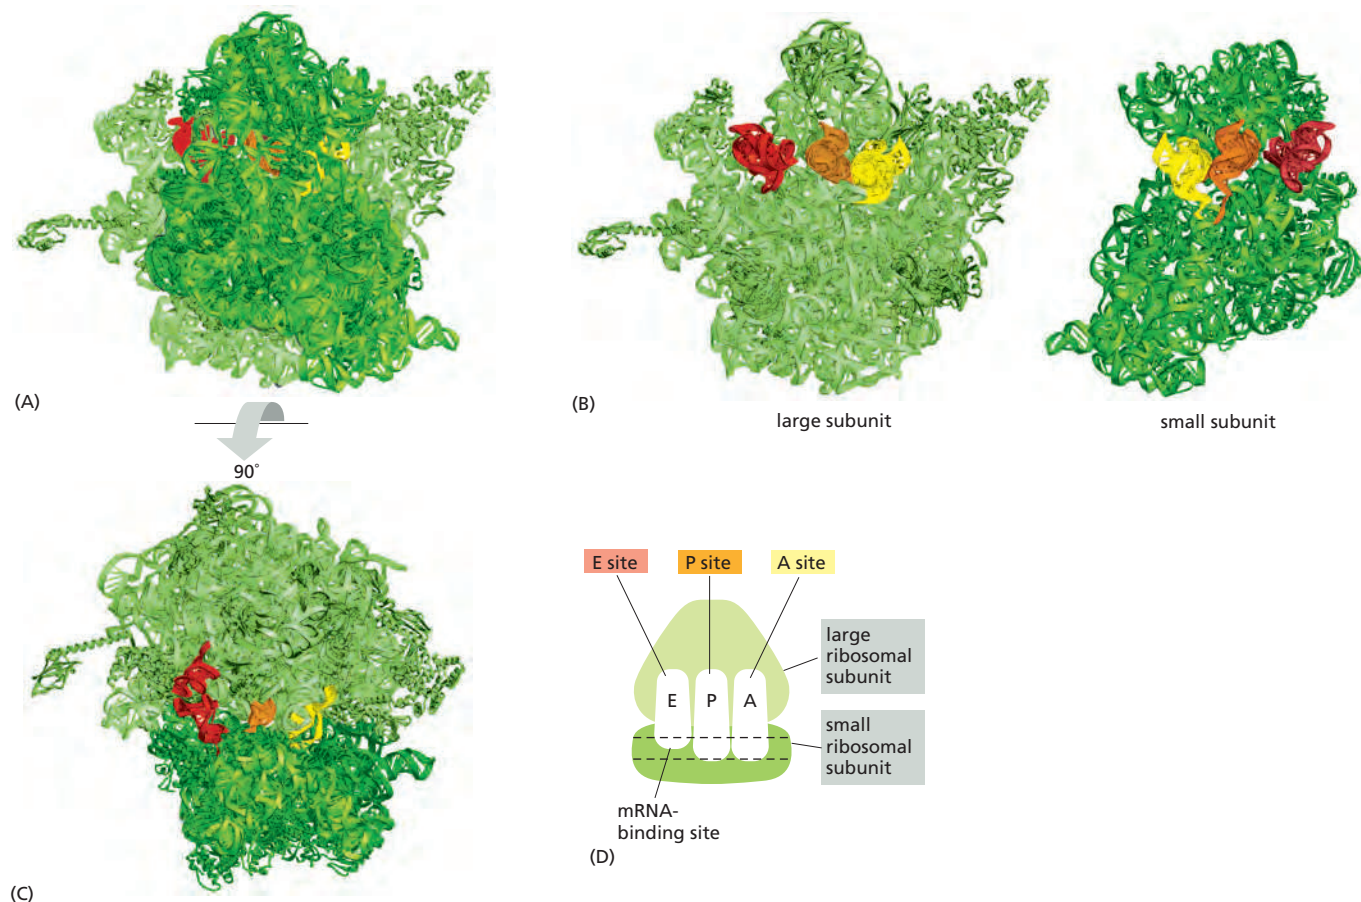 (A)
(B)
large subunit
small subunit
90°
(C)
E site
P site
A site
E
P
A
large
ribosomal
subunit
small
ribosomal
subunit
mRNA-
binding site
(D)